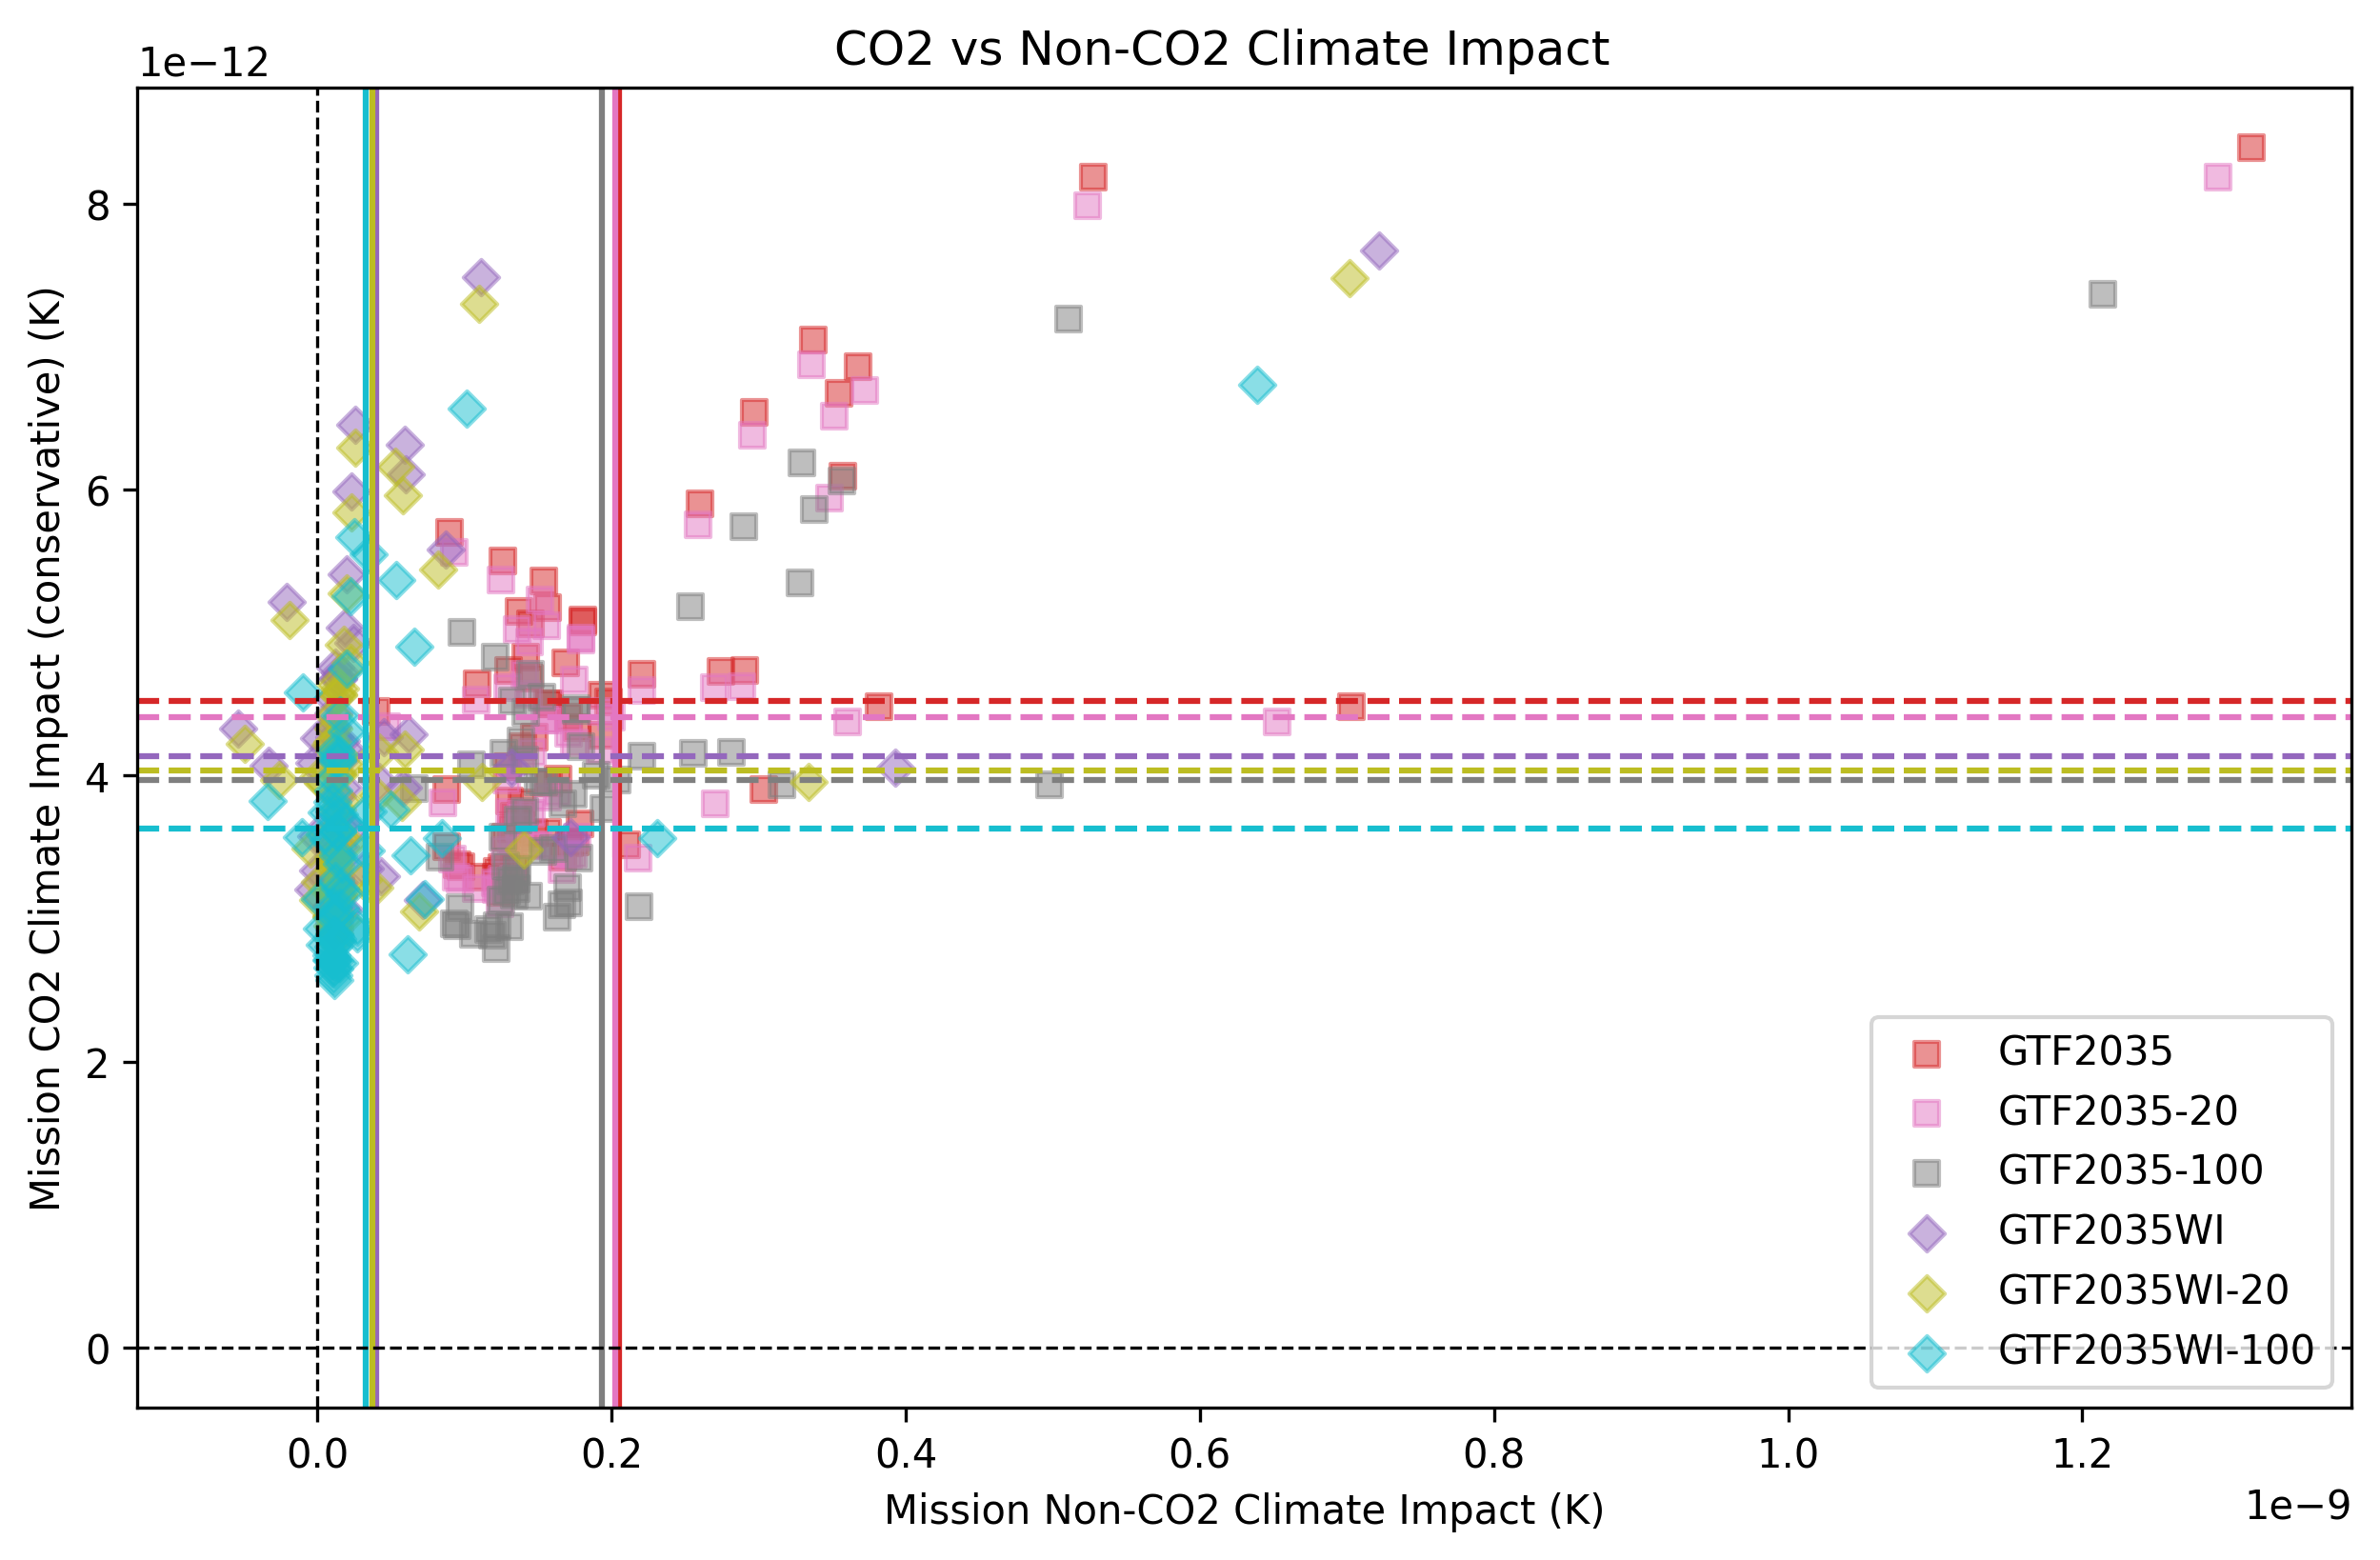 CO2 vs Non-CO2 Climate Impact
1e−12
8
6
4
2
0
Mission CO2 Climate Impact (conservative) (K)
GTF2035
GTF2035-20
GTF2035-100
GTF2035WI
GTF2035WI-20
GTF2035WI-100
0.0 0.2 0.4 0.6 0.8 1.0 1.2
1e−9
Mission Non-CO2 Climate Impact (K)